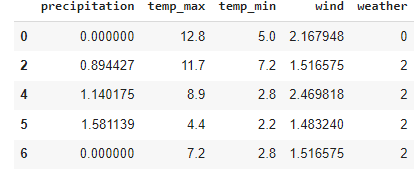 precipitation temp_max temp_min wind weather
0 0.000000 12.8 5.0 2.167948 0
2 0.894427 11.7 7.2 1.516575 2
4 1.140175 8.9 2.8 2.469818 2
5 1.581139 4.4 2.2 1.483240 2
6 0.000000 7.2 2.8 1.516575 2